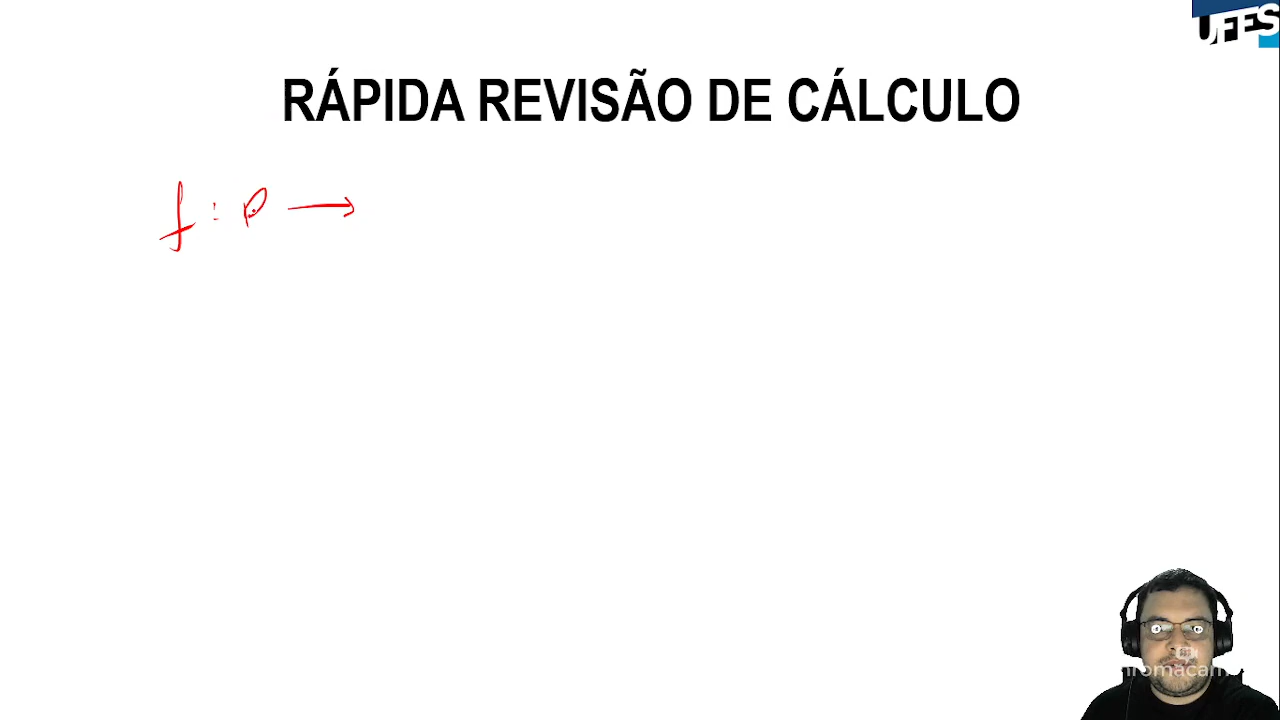 UFES
RÁPIDA REVISÃO DE CÁLCULO
f : P →